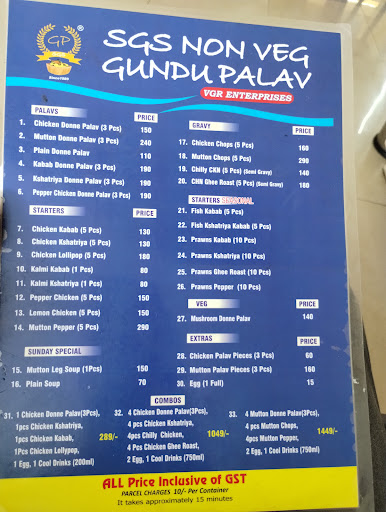 GP
Since 1980
®
SGS NON VEG
GUNDU PALAV
VGR ENTERPRISES
PALAVS PRICE
1. Chicken Donne Palav (3 Pcs) 150
2. Mutton Donne Palav (3 Pcs) 240
3. Plain Donne Palav 110
4. Kabab Donne Palav (3 Pcs) 190
5. Kshatriya Donne Palav (3 Pcs) 190
6. Pepper Chicken Donne Palav (3 Pcs) 190
STARTERS PRICE
7. Chicken Kabab (5 Pcs) 130
8. Chicken Kshatriya (5 Pcs) 130
9. Chicken Lollipop (5 Pcs) 180
10. Kalmi Kabab (1 Pcs) 80
11. Kalmi Kshatriya (1 Pcs) 80
12. Pepper Chicken (5 Pcs) 150
13. Lemon Chicken (5 Pcs) 150
14. Mutton Pepper (5 Pcs) 290
SUNDAY SPECIAL
15. Mutton Leg Soup (1Pcs) 150
16. Plain Soup 70
GRAVY PRICE
17. Chicken Chops (5 Pcs) 160
18. Mutton Chops (5 Pcs) 290
19. Chilly CKN (5 Pcs) (Semi Gravy) 140
20. CHN Ghee Roast (5 Pcs) (Semi Gravy) 180
STARTERS SEASONAL
21. Fish Kabab (5 Pcs)
22. Fish Kshatriya Kabab (5 Pcs)
23. Prawns Kabab (10 Pcs)
24. Prawns Kshatriya (10 Pcs)
25. Prawns Ghee Roast (10 Pcs)
26. Prawns Pepper (10 Pcs)
VEG PRICE
27. Mushroom Donne Palav 140
EXTRAS PRICE
28. Chicken Palav Pieces (3 Pcs) 60
29. Mutton Palav Pieces (3 Pcs) 160
30. Egg (1 Full) 15
COMBOS
31. 1 Chicken Donne Palav(3Pcs),
1pcs Chicken Kshatriya,
1pcs Chicken Kabab, 289/-
1Pcs Chicken Lollypop,
1 Egg, 1 Cool Drinks (200ml)
32. 4 Chicken Donne Palav(3Pcs),
4 pcs Chicken Kshatriya,
4pcs Chilly Chicken, 1049/-
4 pcs Chicken Ghee Roast,
2 Egg, 1 Cool Drinks (750ml)
33. 4 Mutton Donne Palav(3Pcs),
4 pcs Mutton Chops,
4pcs Mutton Pepper, 1449/-
2 Egg, 1 Cool Drinks (750ml)
ALL Price Inclusive of GST
PARCEL CHARGES 10/- Per Container
It takes approximately 15 minutes